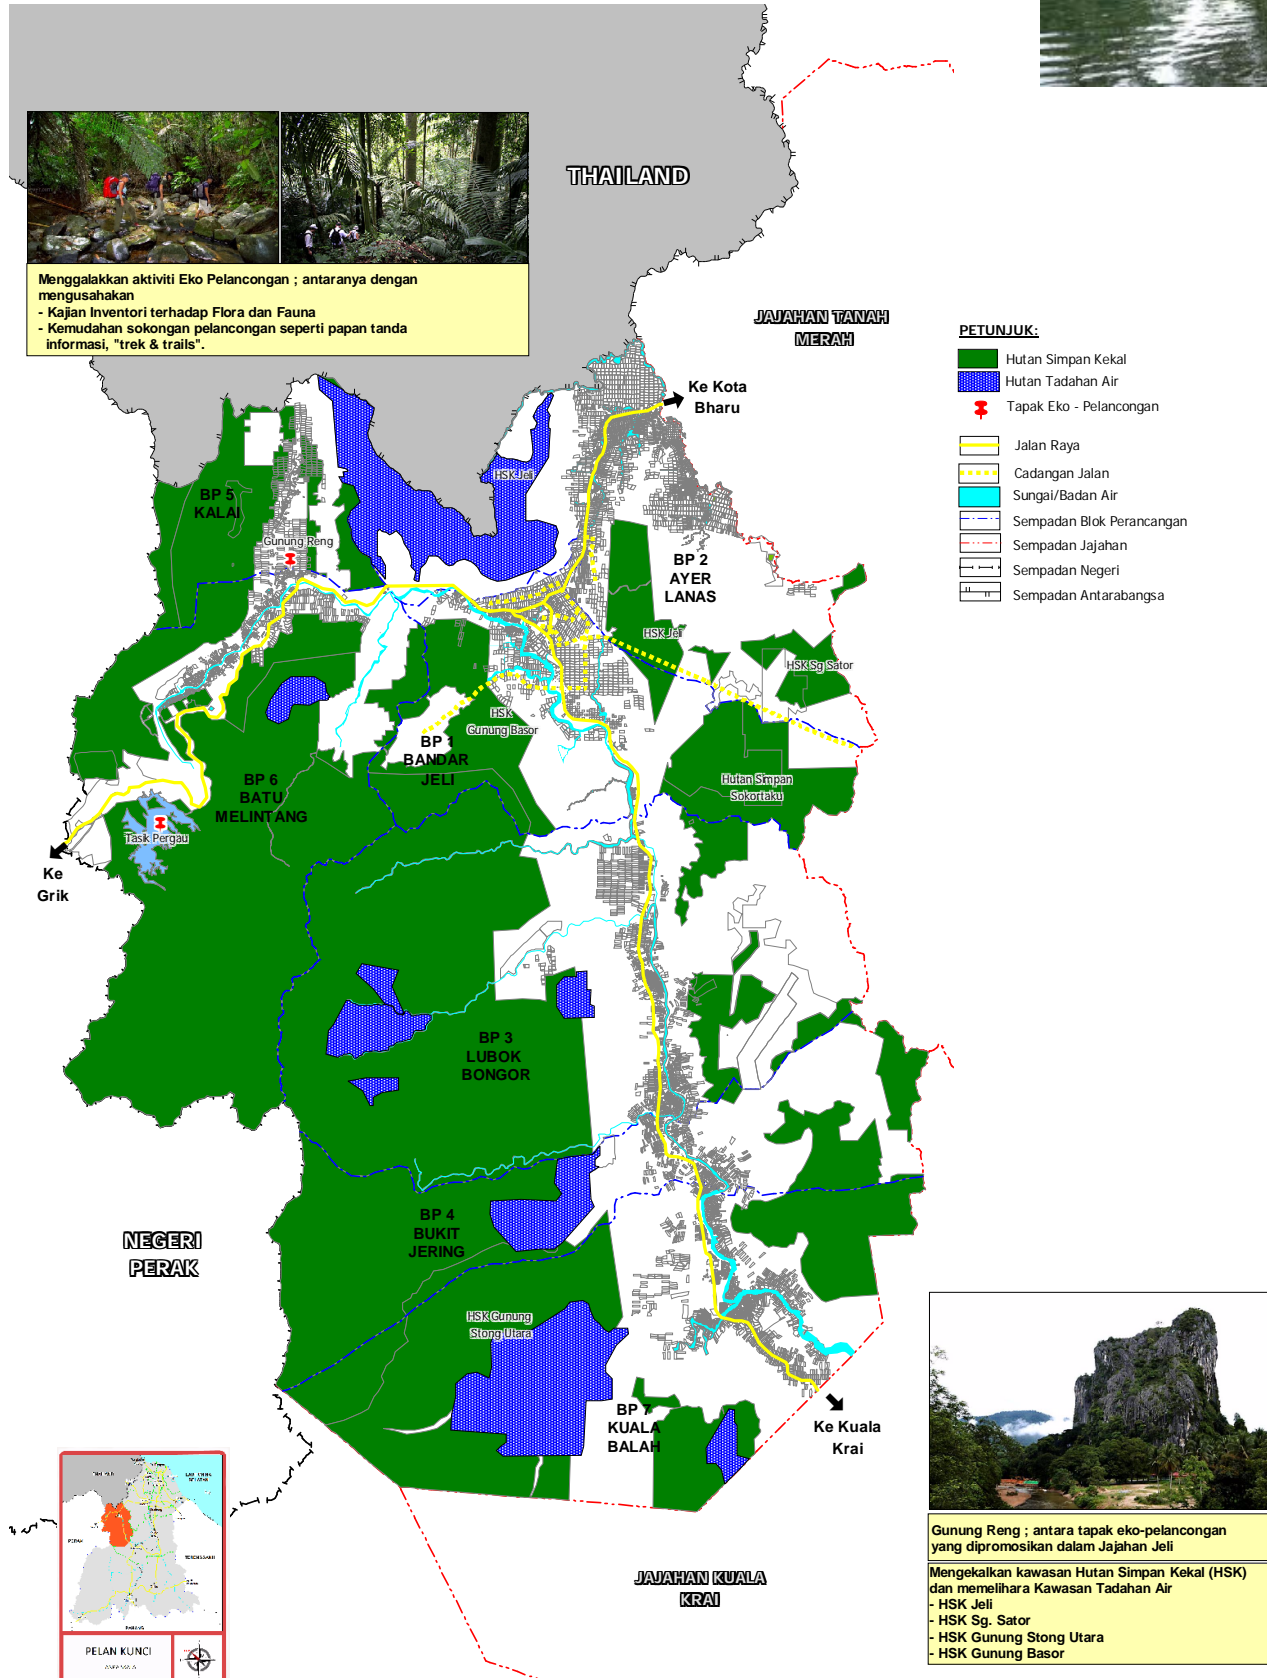 THAILAND
Menggalakkan aktiviti Eko Pelancongan ; antaranya dengan
mengusahakan
- Kajian Inventori terhadap Flora dan Fauna
- Kemudahan sokongan pelancongan seperti papan tanda
informasi, "trek & trails".
JAJAHAN TANAH
MERAH
PETUNJUK:
Hutan Simpan Kekal
Hutan Tadahan Air
Tapak Eko - Pelancongan
Jalan Raya
Cadangan Jalan
Sungai/Badan Air
Sempadan Blok Perancangan
Sempadan Jajahan
Sempadan Negeri
Sempadan Antarabangsa
Ke Kota
Bharu
HSK Jeli
BP 5
KALAI
Gunung Reng
BP 2
AYER
LANAS
HSK Jeli
HSK Sg Sator
HSK
Gunung Basor
BP 1
BANDAR
JELI
BP 6
BATU
MELINTANG
Hutan Simpan
Sokortaku
Tasik Pergau
Ke
Grik
BP 3
LUBOK
BONGOR
BP 4
BUKIT
JERING
NEGERI
PERAK
HSK Gunung
Stong Utara
BP 7
KUALA
BALAH
Ke Kuala
Krai
JAJAHAN KUALA
KRAI
Gunung Reng ; antara tapak eko-pelancongan
yang dipromosikan dalam Jajahan Jeli
Mengekalkan kawasan Hutan Simpan Kekal (HSK)
dan memelihara Kawasan Tadahan Air
- HSK Jeli
- HSK Sg. Sator
- HSK Gunung Stong Utara
- HSK Gunung Basor
PELAN KUNCI